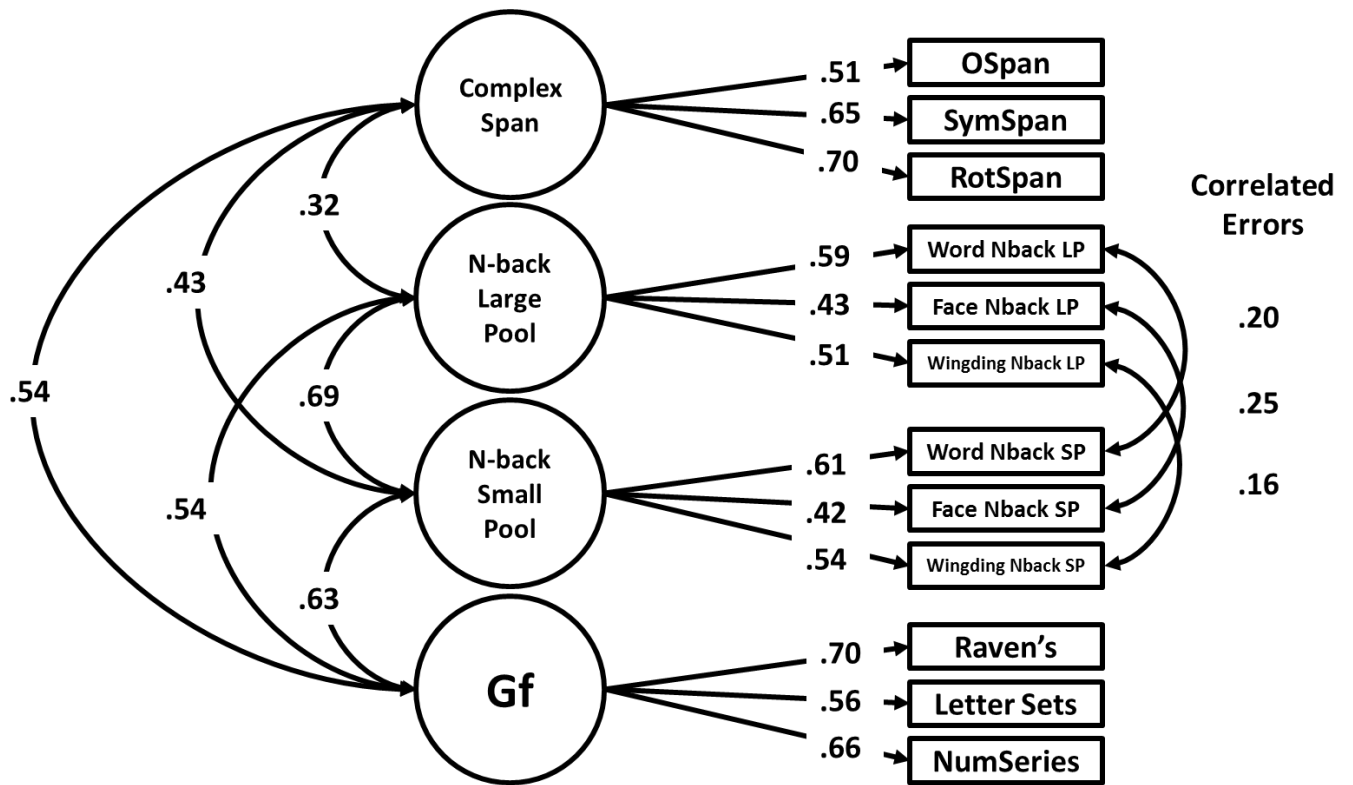 Complex
Span
N-back
Large
Pool
N-back
Small
Pool
Gf
.32
.43
.54
.69
.54
.63
.51
.65
.70
.59
.43
.51
.61
.42
.54
.70
.56
.66
OSpan
SymSpan
RotSpan
Word Nback LP
Face Nback LP
Wingding Nback LP
Word Nback SP
Face Nback SP
Wingding Nback SP
Raven’s
Letter Sets
NumSeries
Correlated
Errors
.20
.25
.16